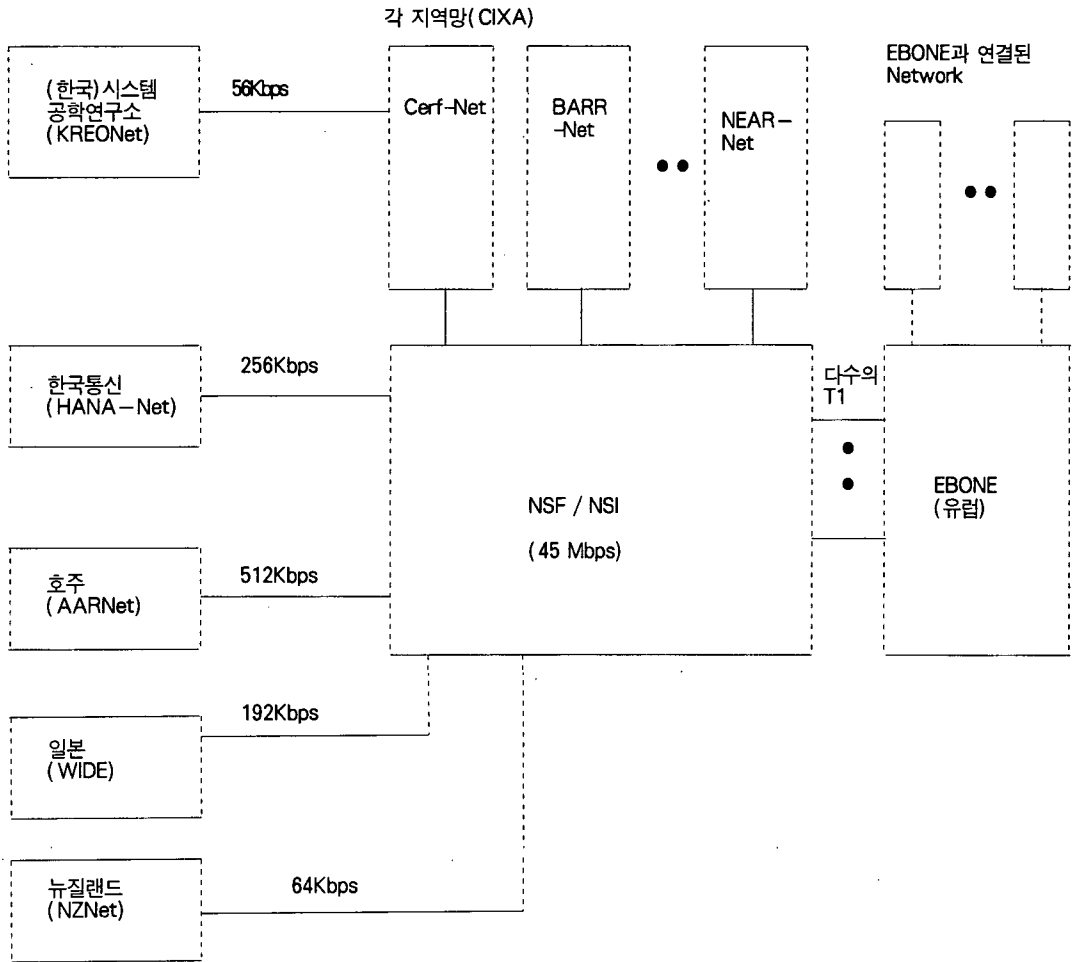 각 지역망(CIXA)
EBONE과 연결된
Network
(한국)시스템
공학연구소
(KREONet)
56Kbps
Cerf-Net
BARR
-Net
NEAR-
Net
한국통신
(HANA-Net)
256Kbps
다수의
T1
NSF / NSI
(45 Mbps)
EBONE
(유럽)
호주
(AARNet)
512Kbps
일본
(WIDE)
192Kbps
뉴질랜드
(NZNet)
64Kbps